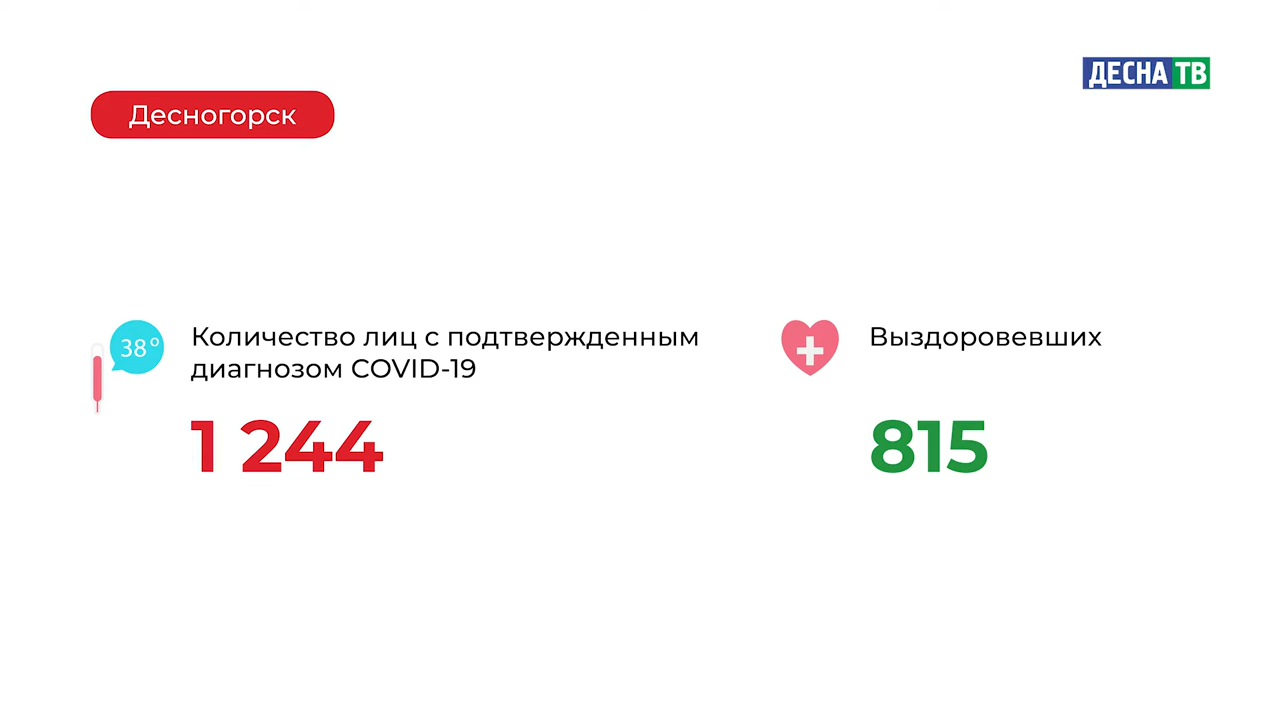 ДЕСНА ТВ
Десногорск
38°
Количество лиц с подтвержденным
диагнозом COVID-19
1 244
Выздоровевших
815